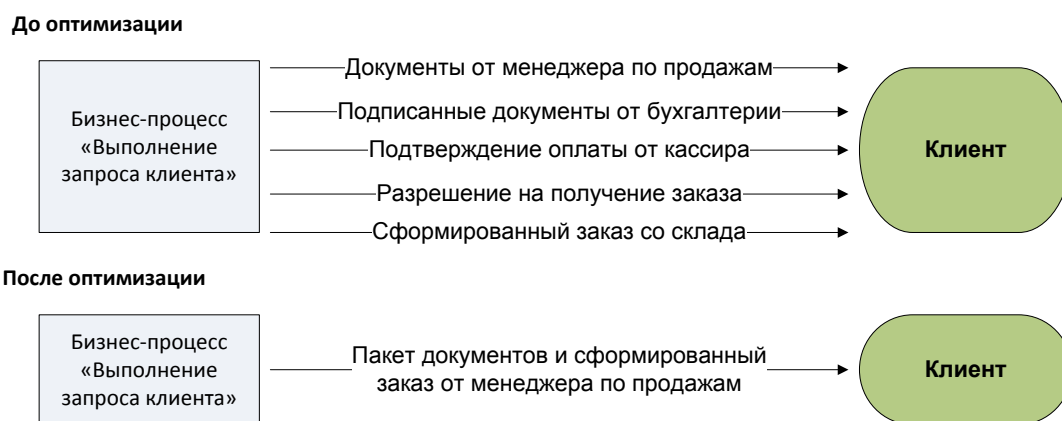 До оптимизации
Бизнес-процесс
«Выполнение
запроса клиента»
Документы от менеджера по продажам
Подписанные документы от бухгалтерии
Подтверждение оплаты от кассира
Разрешение на получение заказа
Сформированный заказ со склада
Клиент
После оптимизации
Бизнес-процесс
«Выполнение
запроса клиента»
Пакет документов и сформированный
заказ от менеджера по продажам
Клиент